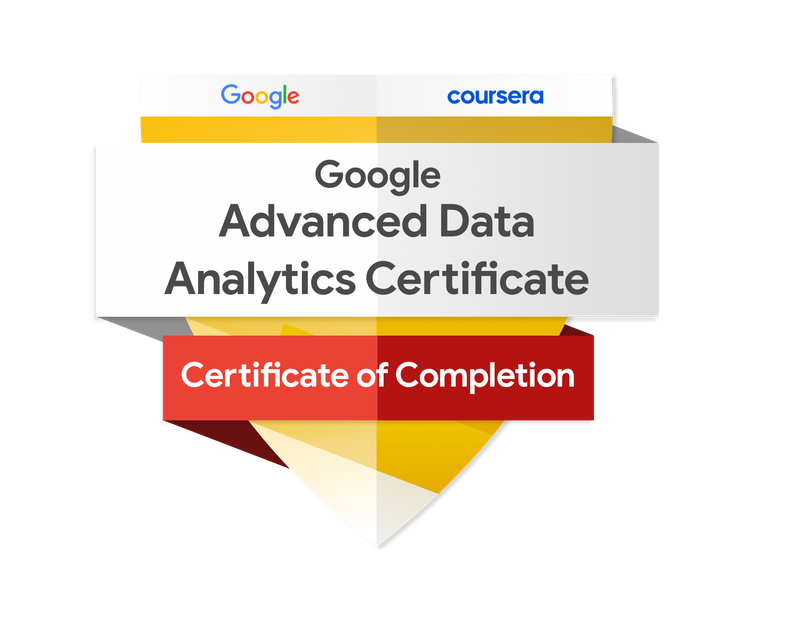 Google coursera
Google
Advanced Data
Analytics Certificate
Certificate of Completion